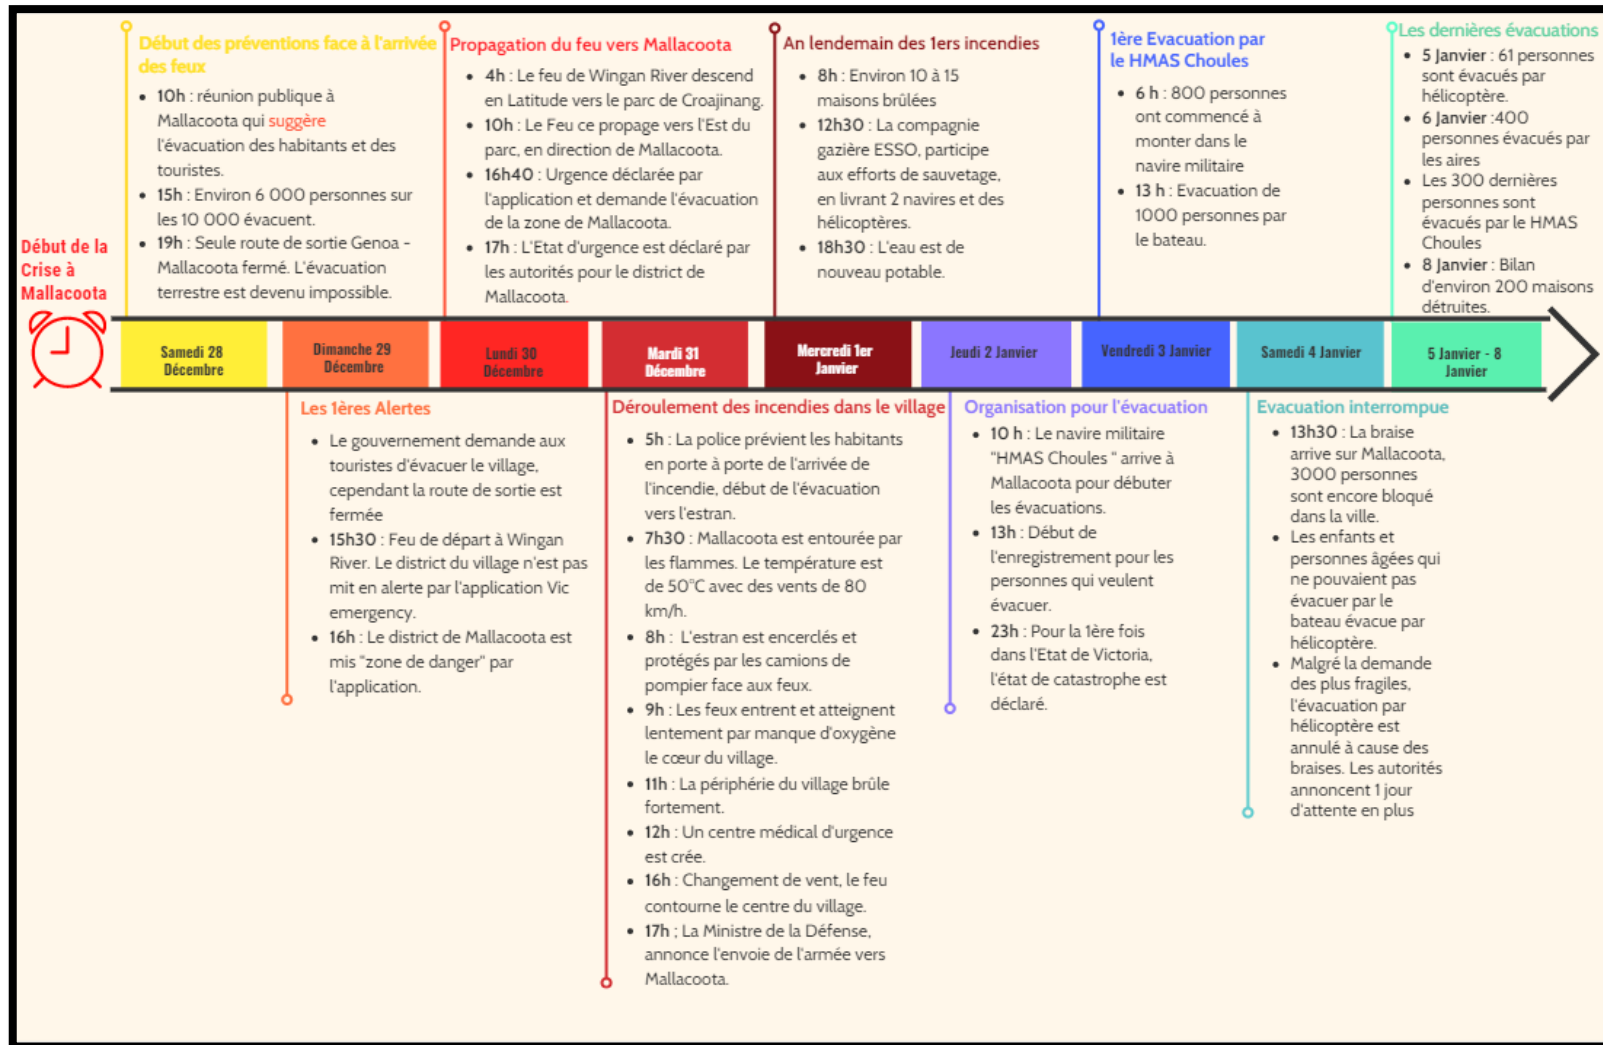 Début des préventions face à l'arrivée
des feux
• 10h : réunion publique à
Mallacoota qui suggère
l'évacuation des habitants et des
touristes.
• 15h : Environ 6 000 personnes sur
les 10 000 évacuent.
• 19h : Seule route de sortie Genoa -
Mallacoota fermé. L'évacuation
terrestre est devenu impossible.
Propagation du feu vers Mallacoota
• 4h : Le feu de Wingan River descend
en Latitude vers le parc de Croajinang.
• 10h : Le Feu ce propage vers l'Est du
parc, en direction de Mallacoota.
• 16h40 : Urgence déclarée par
l'application et demande l'évacuation
de la zone de Mallacoota.
• 17h : L'Etat d'urgence est déclaré par
les autorités pour le district de
Mallacoota.
An lendemain des 1ers incendies
• 8h : Environ 10 à 15
maisons brûlées
• 12h30 : La compagnie
gazière ESSO, participe
aux efforts de sauvetage,
en livrant 2 navires et des
hélicoptères.
• 18h30 : L'eau est de
nouveau potable.
1ère Evacuation par
le HMAS Choules
• 6 h : 800 personnes
ont commencé à
monter dans le
navire militaire
• 13 h : Evacuation de
1000 personnes par
le bateau.
Les dernières évacuations
• 5 Janvier : 61 personnes
sont évacués par
hélicoptère.
• 6 Janvier :400
personnes évacués par
les aires
• Les 300 dernières
personnes sont
évacués par le HMAS
Choules
• 8 Janvier : Bilan
d'environ 200 maisons
détruites.
Début de la
Crise à
Mallacoota
Samedi 28
Décembre
Dimanche 29
Décembre
Lundi 30
Décembre
Mardi 31
Décembre
Mercredi 1er
Janvier
Jeudi 2 Janvier
Vendredi 3 Janvier
Samedi 4 Janvier
5 Janvier - 8
Janvier
Les 1ères Alertes
• Le gouvernement demande aux
touristes d'évacuer le village,
cependant la route de sortie est
fermée
• 15h30 : Feu de départ à Wingan
River. Le district du village n'est pas
mit en alerte par l'application Vic
emergency.
• 16h : Le district de Mallacoota est
mis "zone de danger" par
l'application.
Déroulement des incendies dans le village
• 5h : La police prévient les habitants
en porte à porte de l'arrivée de
l'incendie, début de l'évacuation
vers l'estran.
• 7h30 : Mallacoota est entourée par
les flammes. Le température est
de 50°C avec des vents de 80
km/h.
• 8h : L'estran est encerclés et
protégés par les camions de
pompier face aux feux.
• 9h : Les feux entrent et atteignent
lentement par manque d'oxygène
le cœur du village.
• 11h : La périphérie du village brûle
fortement.
• 12h : Un centre médical d'urgence
est crée.
• 16h : Changement de vent, le feu
contourne le centre du village.
• 17h ; La Ministre de la Défense,
annonce l'envoie de l'armée vers
Mallacoota.
Organisation pour l'évacuation
• 10 h : Le navire militaire
"HMAS Choules " arrive à
Mallacoota pour débuter
les évacuations.
• 13h : Début de
l'enregistrement pour les
personnes qui veulent
évacuer.
• 23h : Pour la 1ère fois
dans l'Etat de Victoria,
l'état de catastrophe est
déclaré.
Evacuation interrompue
• 13h30 : La braise
arrive sur Mallacoota,
3000 personnes
sont encore bloqué
dans la ville.
• Les enfants et
personnes âgées qui
ne pouvaient pas
évacuer par le
bateau évacue par
hélicoptère.
• Malgré la demande
des plus fragiles,
l'évacuation par
hélicoptère est
annulé à cause des
braises. Les autorités
annoncent 1 jour
d'attente en plus